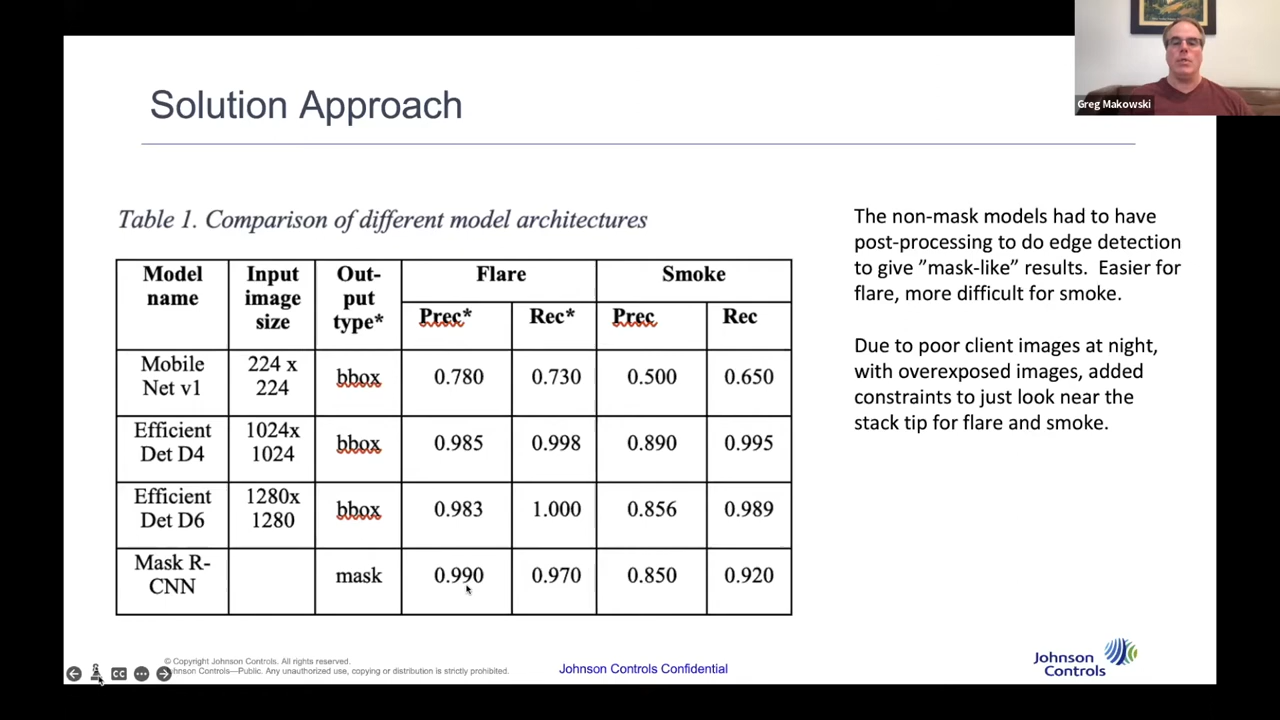 Greg Makowski
Solution Approach
Table 1. Comparison of different model architectures
Model name | Input image size | Out-put type* | Flare | Smoke
Prec* | Rec* | Prec | Rec
Mobile Net v1 | 224 x 224 | bbox | 0.780 | 0.730 | 0.500 | 0.650
Efficient Det D4 | 1024x 1024 | bbox | 0.985 | 0.998 | 0.890 | 0.995
Efficient Det D6 | 1280x 1280 | bbox | 0.983 | 1.000 | 0.856 | 0.989
Mask R-CNN | mask | 0.990 | 0.970 | 0.850 | 0.920
The non-mask models had to have
post-processing to do edge detection
to give ”mask-like” results. Easier for
flare, more difficult for smoke.
Due to poor client images at night,
with overexposed images, added
constraints to just look near the
stack tip for flare and smoke.
CC
© Copyright Johnson Controls. All rights reserved.
Johnson Controls—Public. Any unauthorized use, copying or distribution is strictly prohibited.
Johnson Controls Confidential
Johnson
Controls